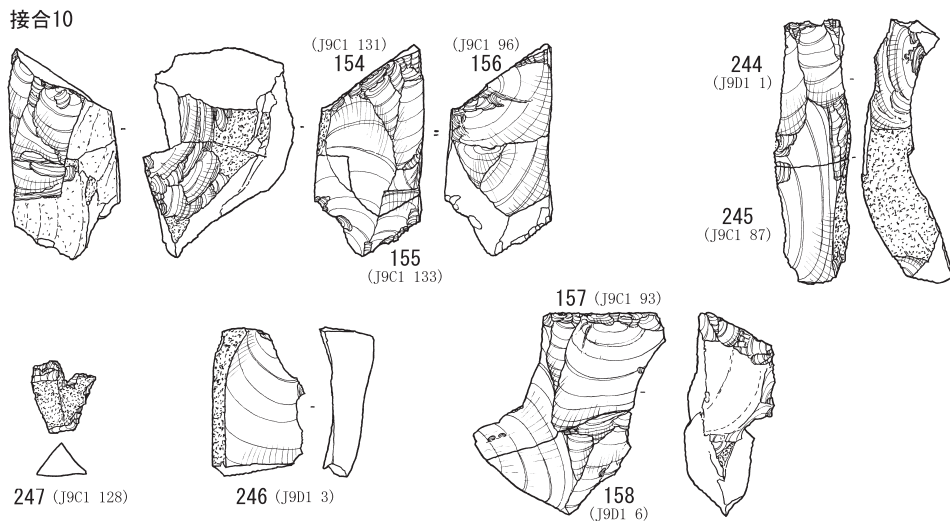 接合10
(J9C1 131)
154
(J9C1 96)
156
155
(J9C1 133)
244
(J9D1 1)
245
(J9C1 87)
247 (J9C1 128)
246 (J9D1 3)
157 (J9C1 93)
158
(J9D1 6)